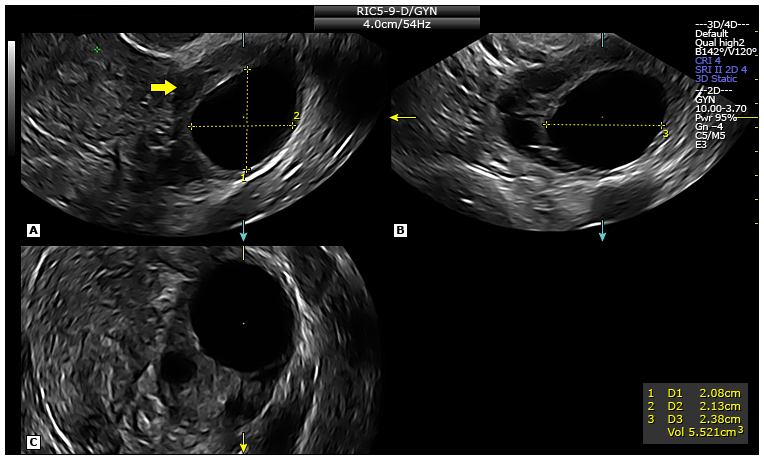 RIC5-9-D/GYN
4.0cm/54Hz
---3D/4D---
Default
Qual high2
B142°/V120°
CRI 4
SRI II 2D 4
3D Static
---2D---
GYN
10.00-3.70
Pwr 95%
Gn -4
C5/M5
E3
1
2
A
3
B
C
1 D1 2.08cm
2 D2 2.13cm
3 D3 2.38cm
Vol 5.521cm³